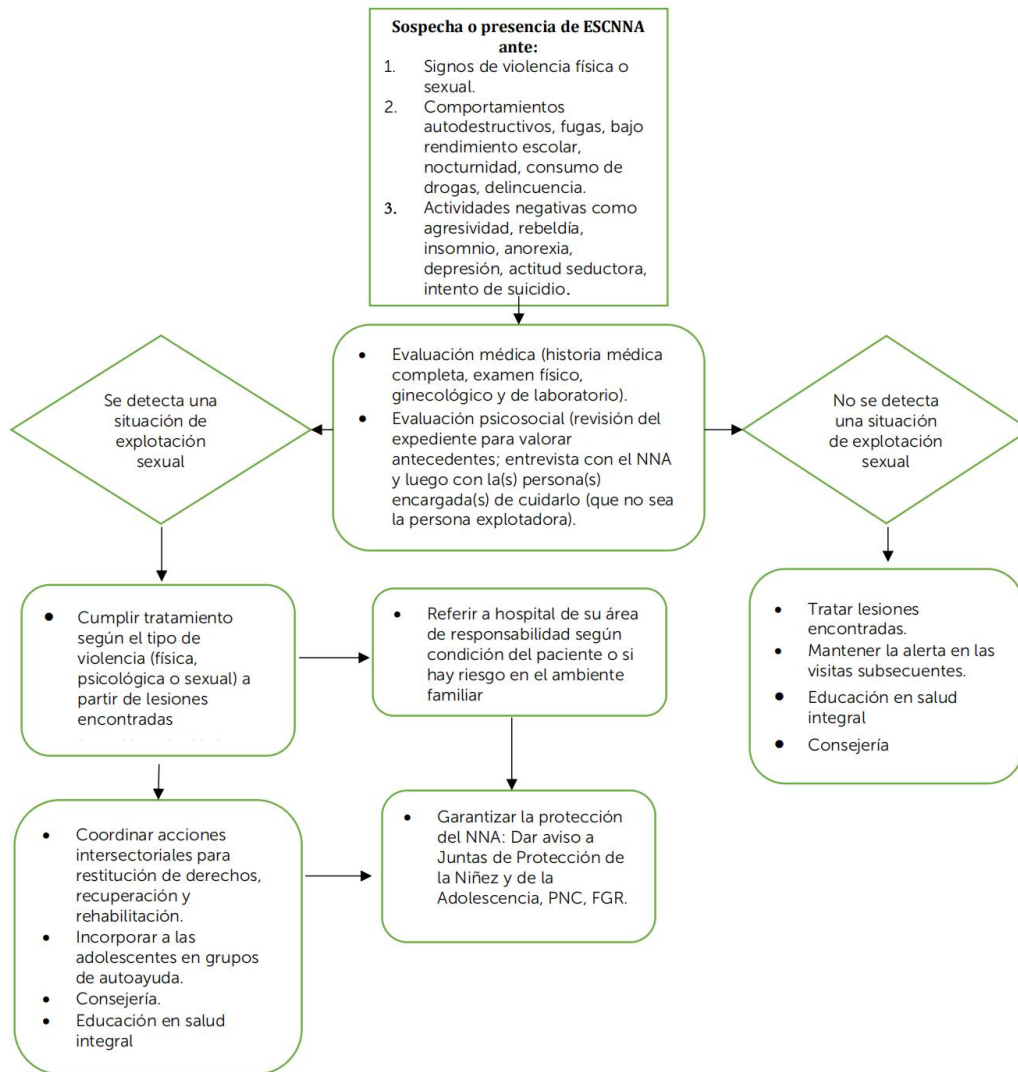 Sospecha o presencia de ESCNNA
ante:
1. Signos de violencia física o
sexual.
2. Comportamientos
autodestructivos, fugas, bajo
rendimiento escolar,
nocturnidad, consumo de
drogas, delincuencia.
3. Actividades negativas como
agresividad, rebeldía,
insomnio, anorexia,
depresión, actitud seductora,
intento de suicidio.
• Evaluación médica (historia médica
completa, examen físico,
ginecológico y de laboratorio).
• Evaluación psicosocial (revisión del
expediente para valorar
antecedentes; entrevista con el NNA
y luego con la(s) persona(s)
encargada(s) de cuidarlo (que no sea
la persona explotadora).
Se detecta una
situación de
explotación
sexual
No se detecta
una situación
de explotación
sexual
• Cumplir tratamiento
según el tipo de
violencia (física,
psicológica o sexual) a
partir de lesiones
encontradas
• Referir a hospital de su área
de responsabilidad según
condición del paciente o si
hay riesgo en el ambiente
familiar
• Tratar lesiones
encontradas.
• Mantener la alerta en las
visitas subsecuentes.
• Educación en salud
integral
• Consejería
• Coordinar acciones
intersectoriales para
restitución de derechos,
recuperación y
rehabilitación.
• Incorporar a las
adolescentes en grupos
de autoayuda.
• Consejería.
• Educación en salud
integral
• Garantizar la protección
del NNA: Dar aviso a
Juntas de Protección de
la Niñez y de la
Adolescencia, PNC, FGR.